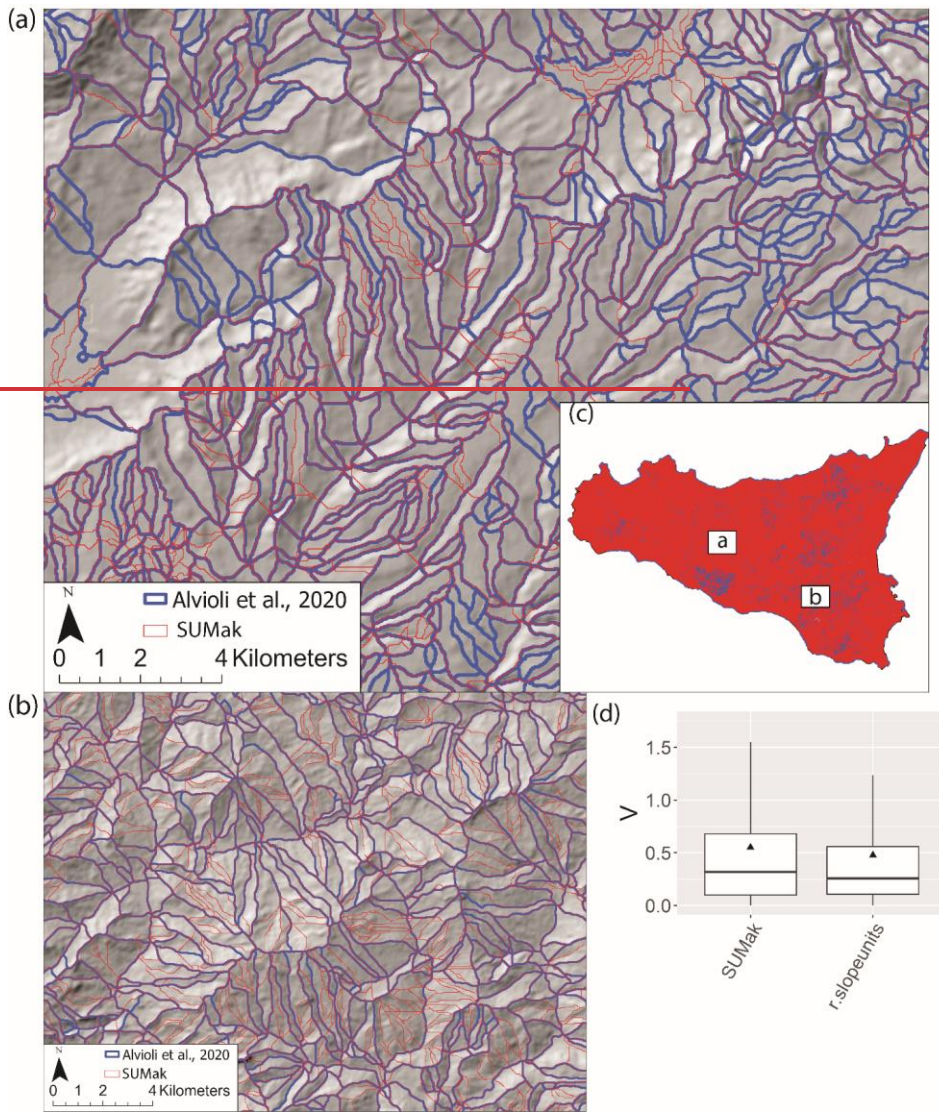 (a)
N
Alvioli et al., 2020
SUMak
0 1 2 4 Kilometers
(c)
a
b
(b)
N
Alvioli et al., 2020
SUMak
0 1 2 4 Kilometers
(d)
V
1.5
1.0
0.5
0.0
SUMak
r.slopeunits